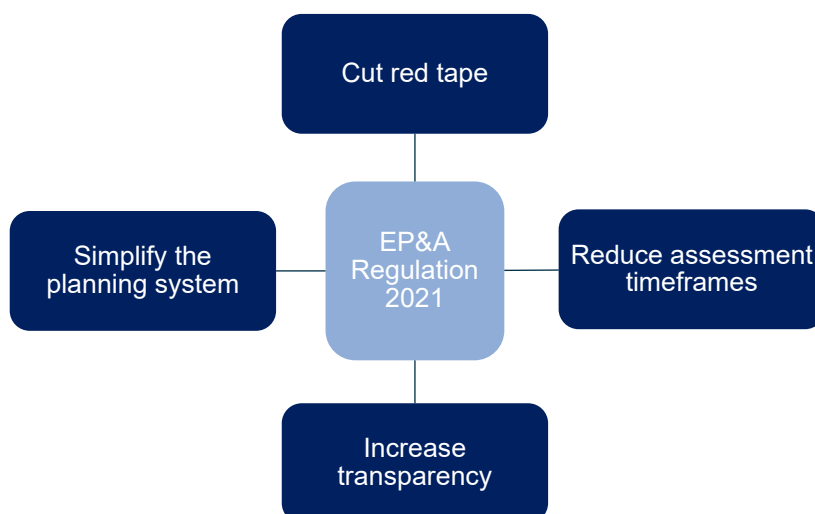 Cut red tape
Simplify the
planning system
EP&A
Regulation
2021
Reduce assessment
timeframes
Increase
transparency